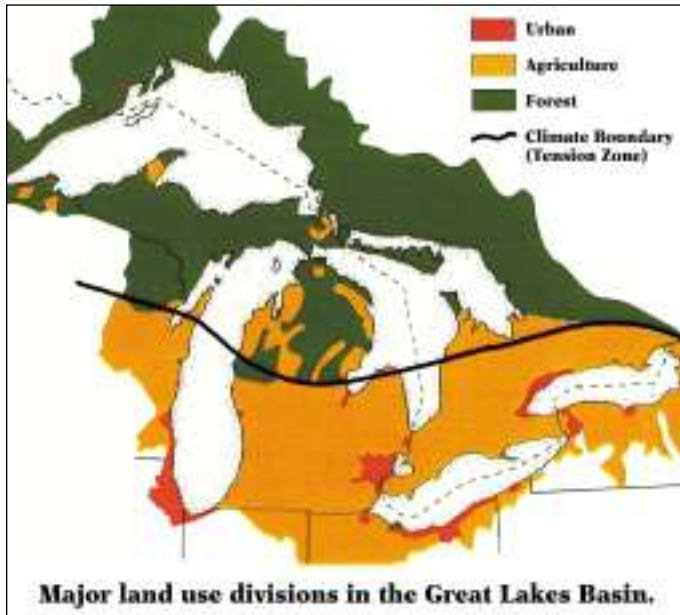 Urban
Agriculture
Forest
Climate Boundary
(Tension Zone)
Major land use divisions in the Great Lakes Basin.